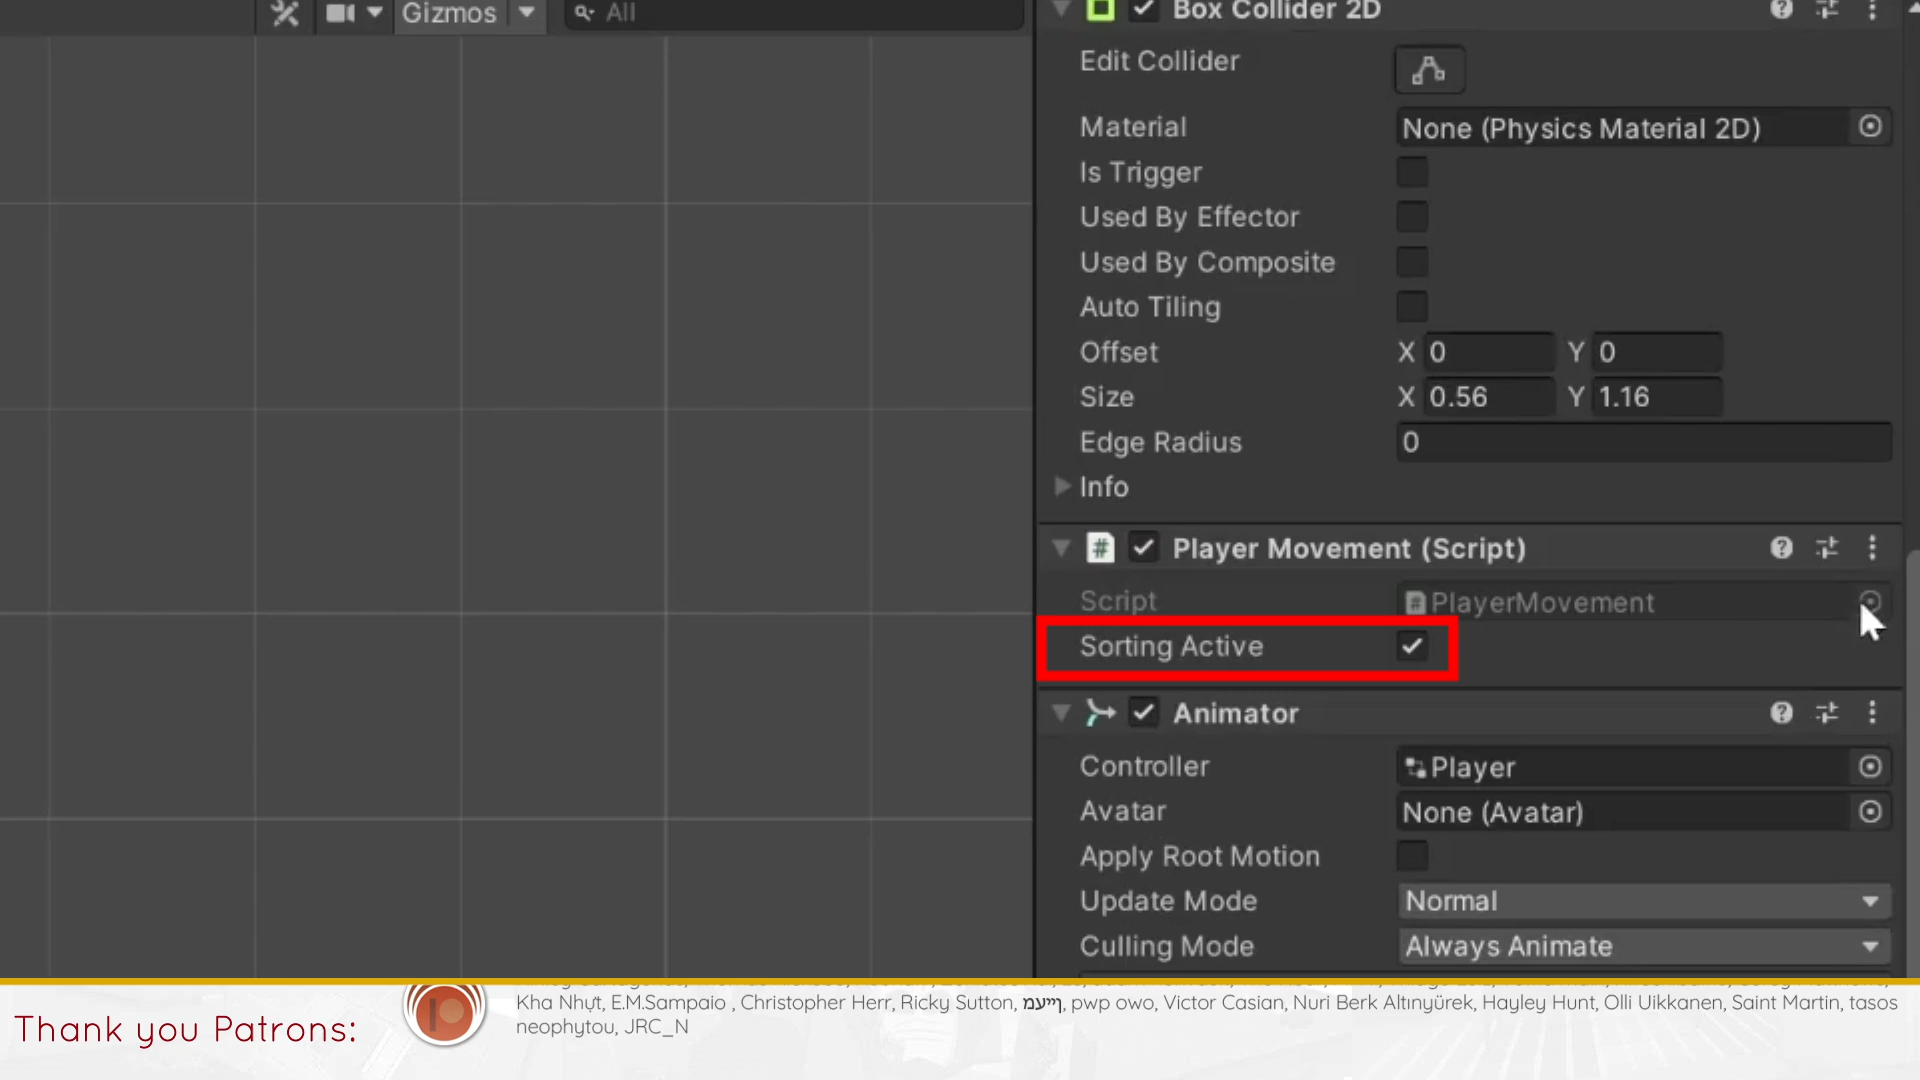 Gizmos
All
Box Collider 2D
Edit Collider
Material None (Physics Material 2D)
Is Trigger
Used By Effector
Used By Composite
Auto Tiling
Offset X 0 Y 0
Size X 0.56 Y 1.16
Edge Radius 0
Info
# Player Movement (Script)
Script # PlayerMovement
Sorting Active
Animator
Controller Player
Avatar None (Avatar)
Apply Root Motion
Update Mode Normal
Culling Mode Always Animate
Thank you Patrons:
Kha Nhựt, E.M.Sampaio , Christopher Herr, Ricky Sutton, מעיין, pwp owo, Victor Casian, Nuri Berk Altınyürek, Hayley Hunt, Olli Uikkanen, Saint Martin, tasos
neophytou, JRC_N